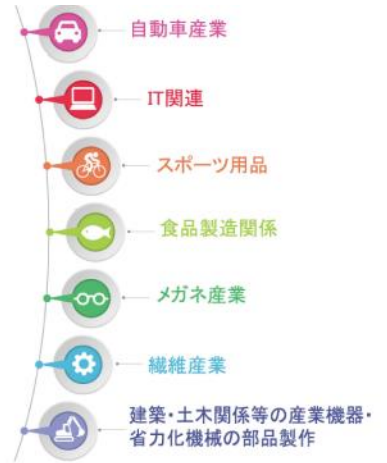 自動車産業
IT関連
スポーツ用品
食品製造関係
メガネ産業
繊維産業
建築・土木関係等の産業機器・
省力化機械の部品製作